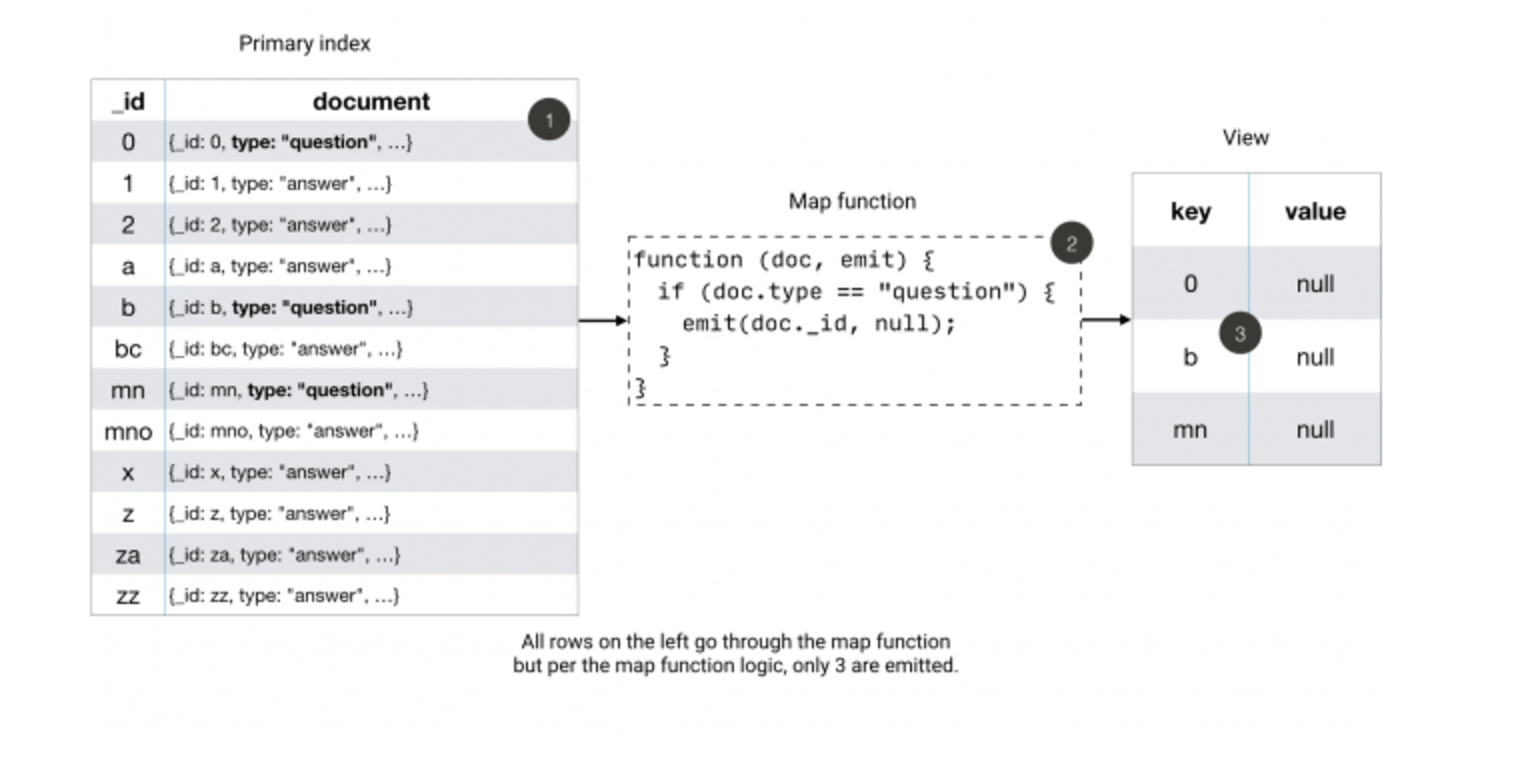 Primary index
_id document
1
0 {_id: 0, type: "question", ...}
1 {_id: 1, type: "answer", ...}
2 {_id: 2, type: "answer", ...}
a {_id: a, type: "answer", ...}
b {_id: b, type: "question", ...}
bc {_id: bc, type: "answer", ...}
mn {_id: mn, type: "question", ...}
mno {_id: mno, type: "answer", ...}
x {_id: x, type: "answer", ...}
z {_id: z, type: "answer", ...}
za {_id: za, type: "answer", ...}
zz {_id: zz, type: "answer", ...}
Map function
2
function (doc, emit) {
if (doc.type == "question") {
emit(doc._id, null);
}
}
View
key value
0 null
3
b null
mn null
All rows on the left go through the map function
but per the map function logic, only 3 are emitted.